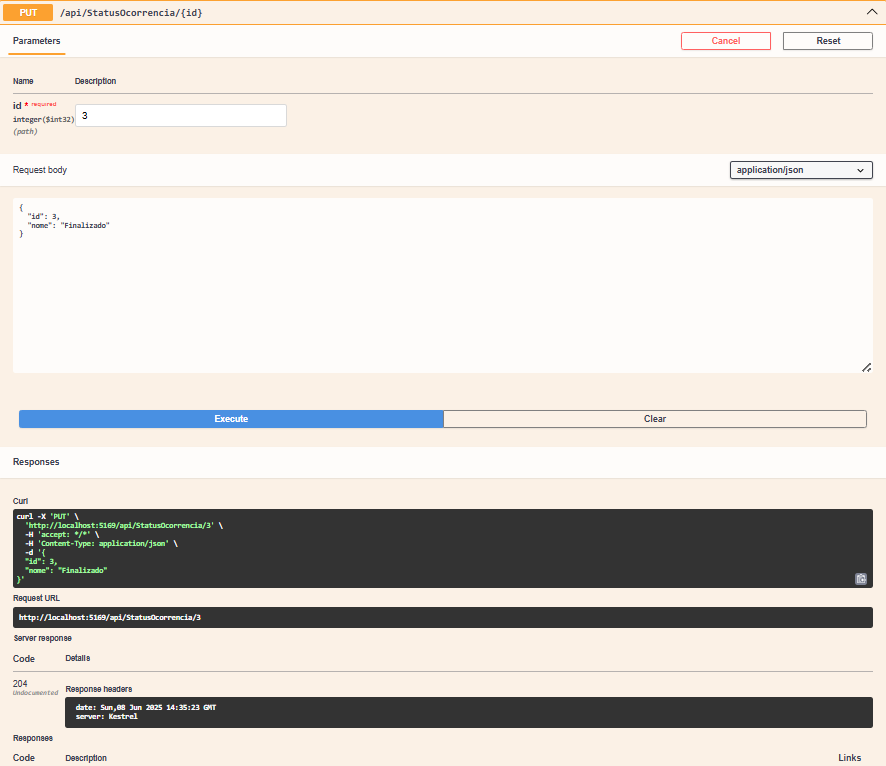 PUT /api/StatusOcorrencia/{id}
Parameters Cancel Reset
Name Description
id * required
integer($int32) 3
(path)
Request body application/json
{
"id": 3,
"nome": "Finalizado"
}
Execute Clear
Responses
Curl
curl -X 'PUT' \
'http://localhost:5169/api/StatusOcorrencia/3' \
-H 'accept: */*' \
-H 'Content-Type: application/json' \
-d '{
"id": 3,
"nome": "Finalizado"
}'
Request URL
http://localhost:5169/api/StatusOcorrencia/3
Server response
Code Details
204
Undocumented
Response headers
date: Sun,08 Jun 2025 14:35:23 GMT
server: Kestrel
Responses
Code Description Links